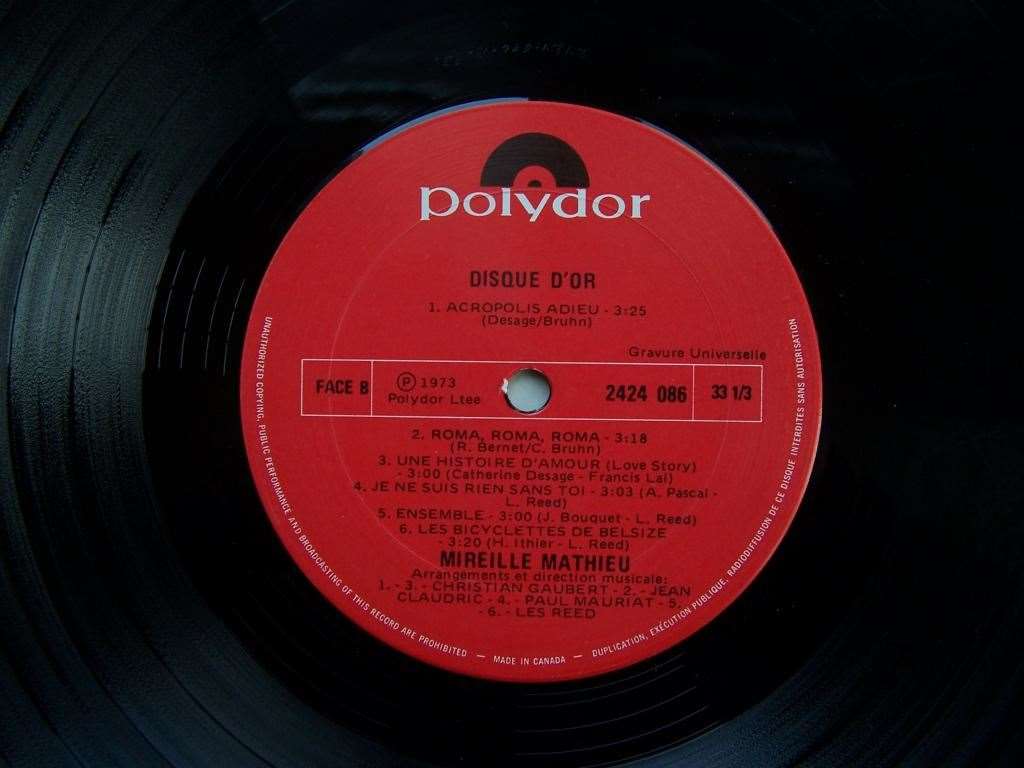 polydor
DISQUE D'OR
1. ACROPOLIS ADIEU - 3:25
(Desage/Bruhn)
Gravure Universelle
FACE B
Ⓟ 1973
Polydor Ltee
2424 086
33 1/3
2. ROMA, ROMA, ROMA - 3:18
(R. Bernet/C. Bruhn)
3. UNE HISTOIRE D'AMOUR (Love Story)
- 3:00 (Catherine Desage - Francis Lai)
4. JE NE SUIS RIEN SANS TOI - 3:03 (A. Pascal -
L. Reed)
5. ENSEMBLE - 3:00 (J. Bouquet - L. Reed)
6. LES BICYCLETTES DE BELSIZE
- 3:20 (H. Ithier - L. Reed)
MIREILLE MATHIEU
Arrangements et direction musicale:
1. - 3. - CHRISTIAN GAUBERT - 2. - JEAN
CLAUDRIC - 4. - PAUL MAURIAT - 5.
- 6. - LES REED
UNAUTHORIZED COPYING, PUBLIC PERFORMANCE AND BROADCASTING OF THIS RECORD ARE PROHIBITED — MADE IN CANADA — DUPLICATION, EXÉCUTION PUBLIQUE, RADIODIFFUSION DE CE DISQUE INTERDITES SANS AUTORISATION